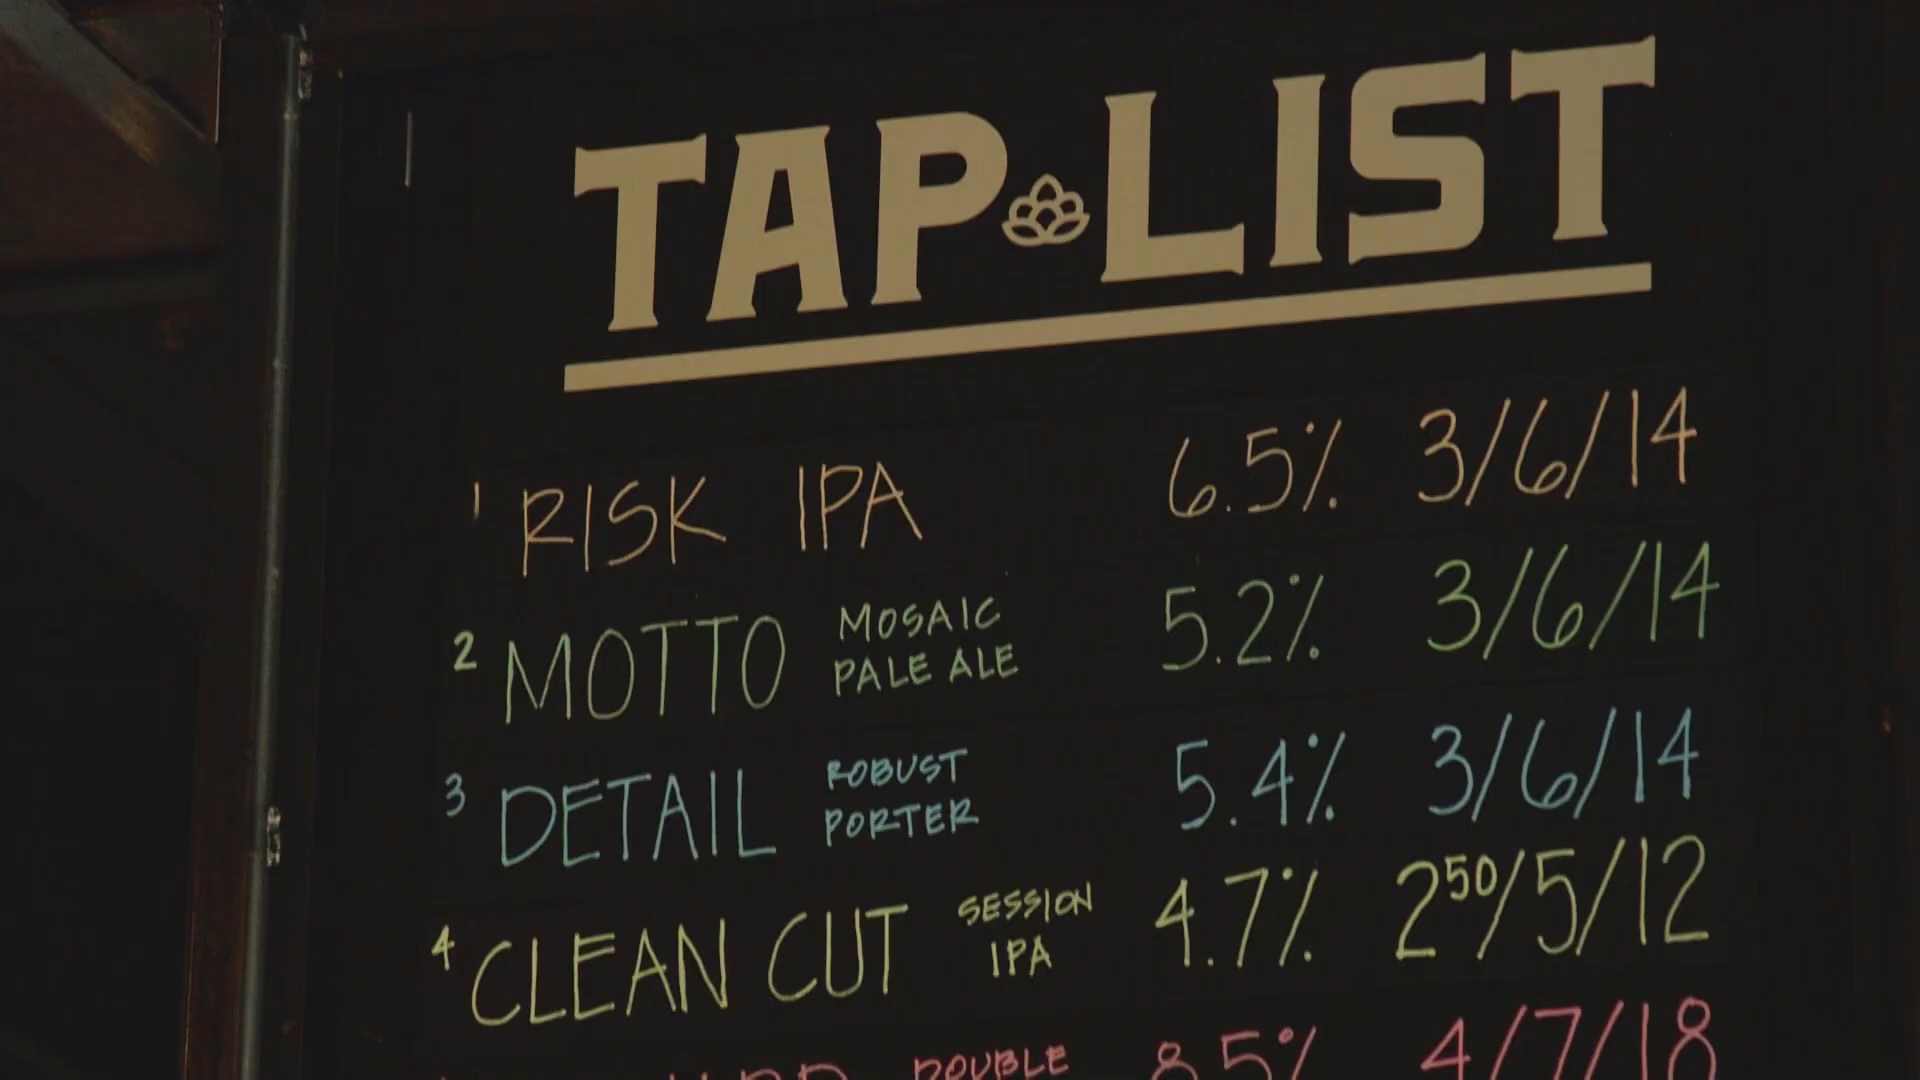 TAP LIST
1 RISK IPA 6.5% 3/6/14
2 MOTTO MOSAIC PALE ALE 5.2% 3/6/14
3 DETAIL ROBUST PORTER 5.4% 3/6/14
4 CLEAN CUT SESSION IPA 4.7% 2⁵⁰/5/12
DOUBLE 8.5% 4/7/18